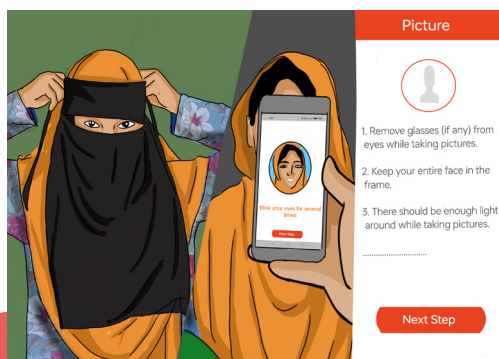 Picture
1. Remove glasses (if any) from
eyes while taking pictures.
2. Keep your entire face in the
frame.
3. There should be enough light
around while taking pictures.
..............................
Next Step
Blink your eyes for several
times
Next Step